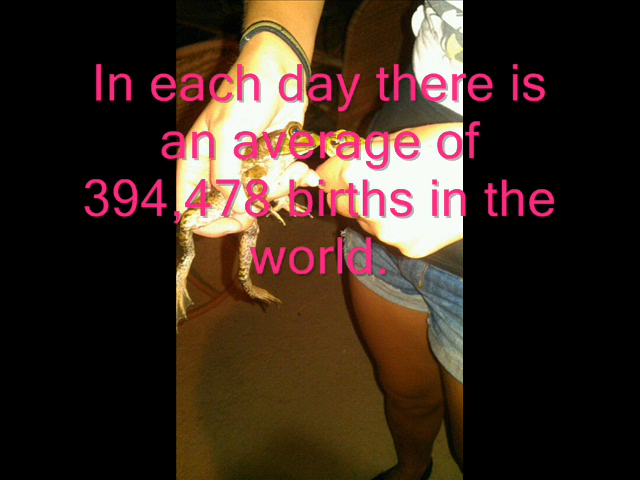 In each day there is
an average of
394,478 births in the
world.